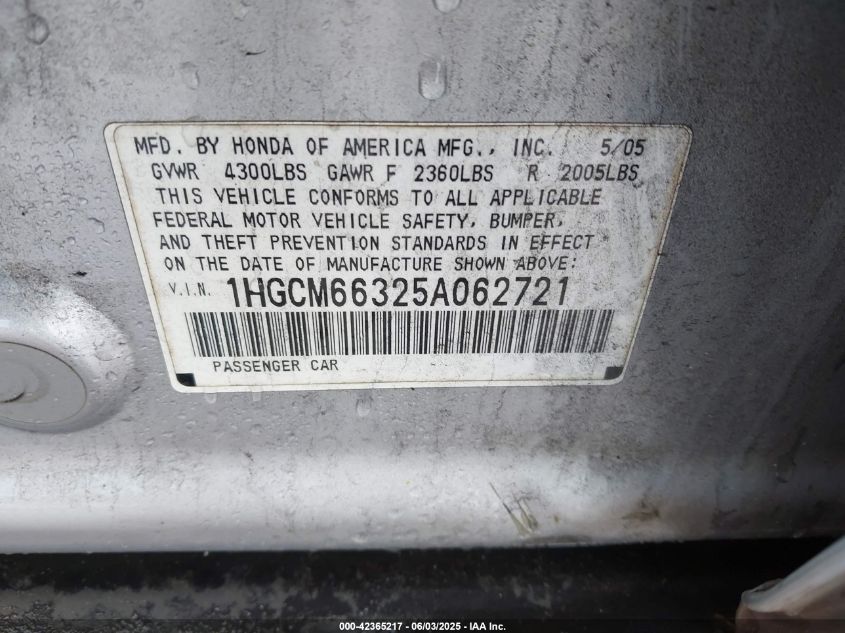 MFD. BY HONDA OF AMERICA MFG., INC. 5/05
GVWR 4300LBS GAWR F 2360LBS R 2005LBS
THIS VEHICLE CONFORMS TO ALL APPLICABLE
FEDERAL MOTOR VEHICLE SAFETY, BUMPER,
AND THEFT PREVENTION STANDARDS IN EFFECT
ON THE DATE OF MANUFACTURE SHOWN ABOVE:
V.I.N. 1HGCM66325A062721
PASSENGER CAR
000-42365217 - 06/03/2025 - IAA Inc.